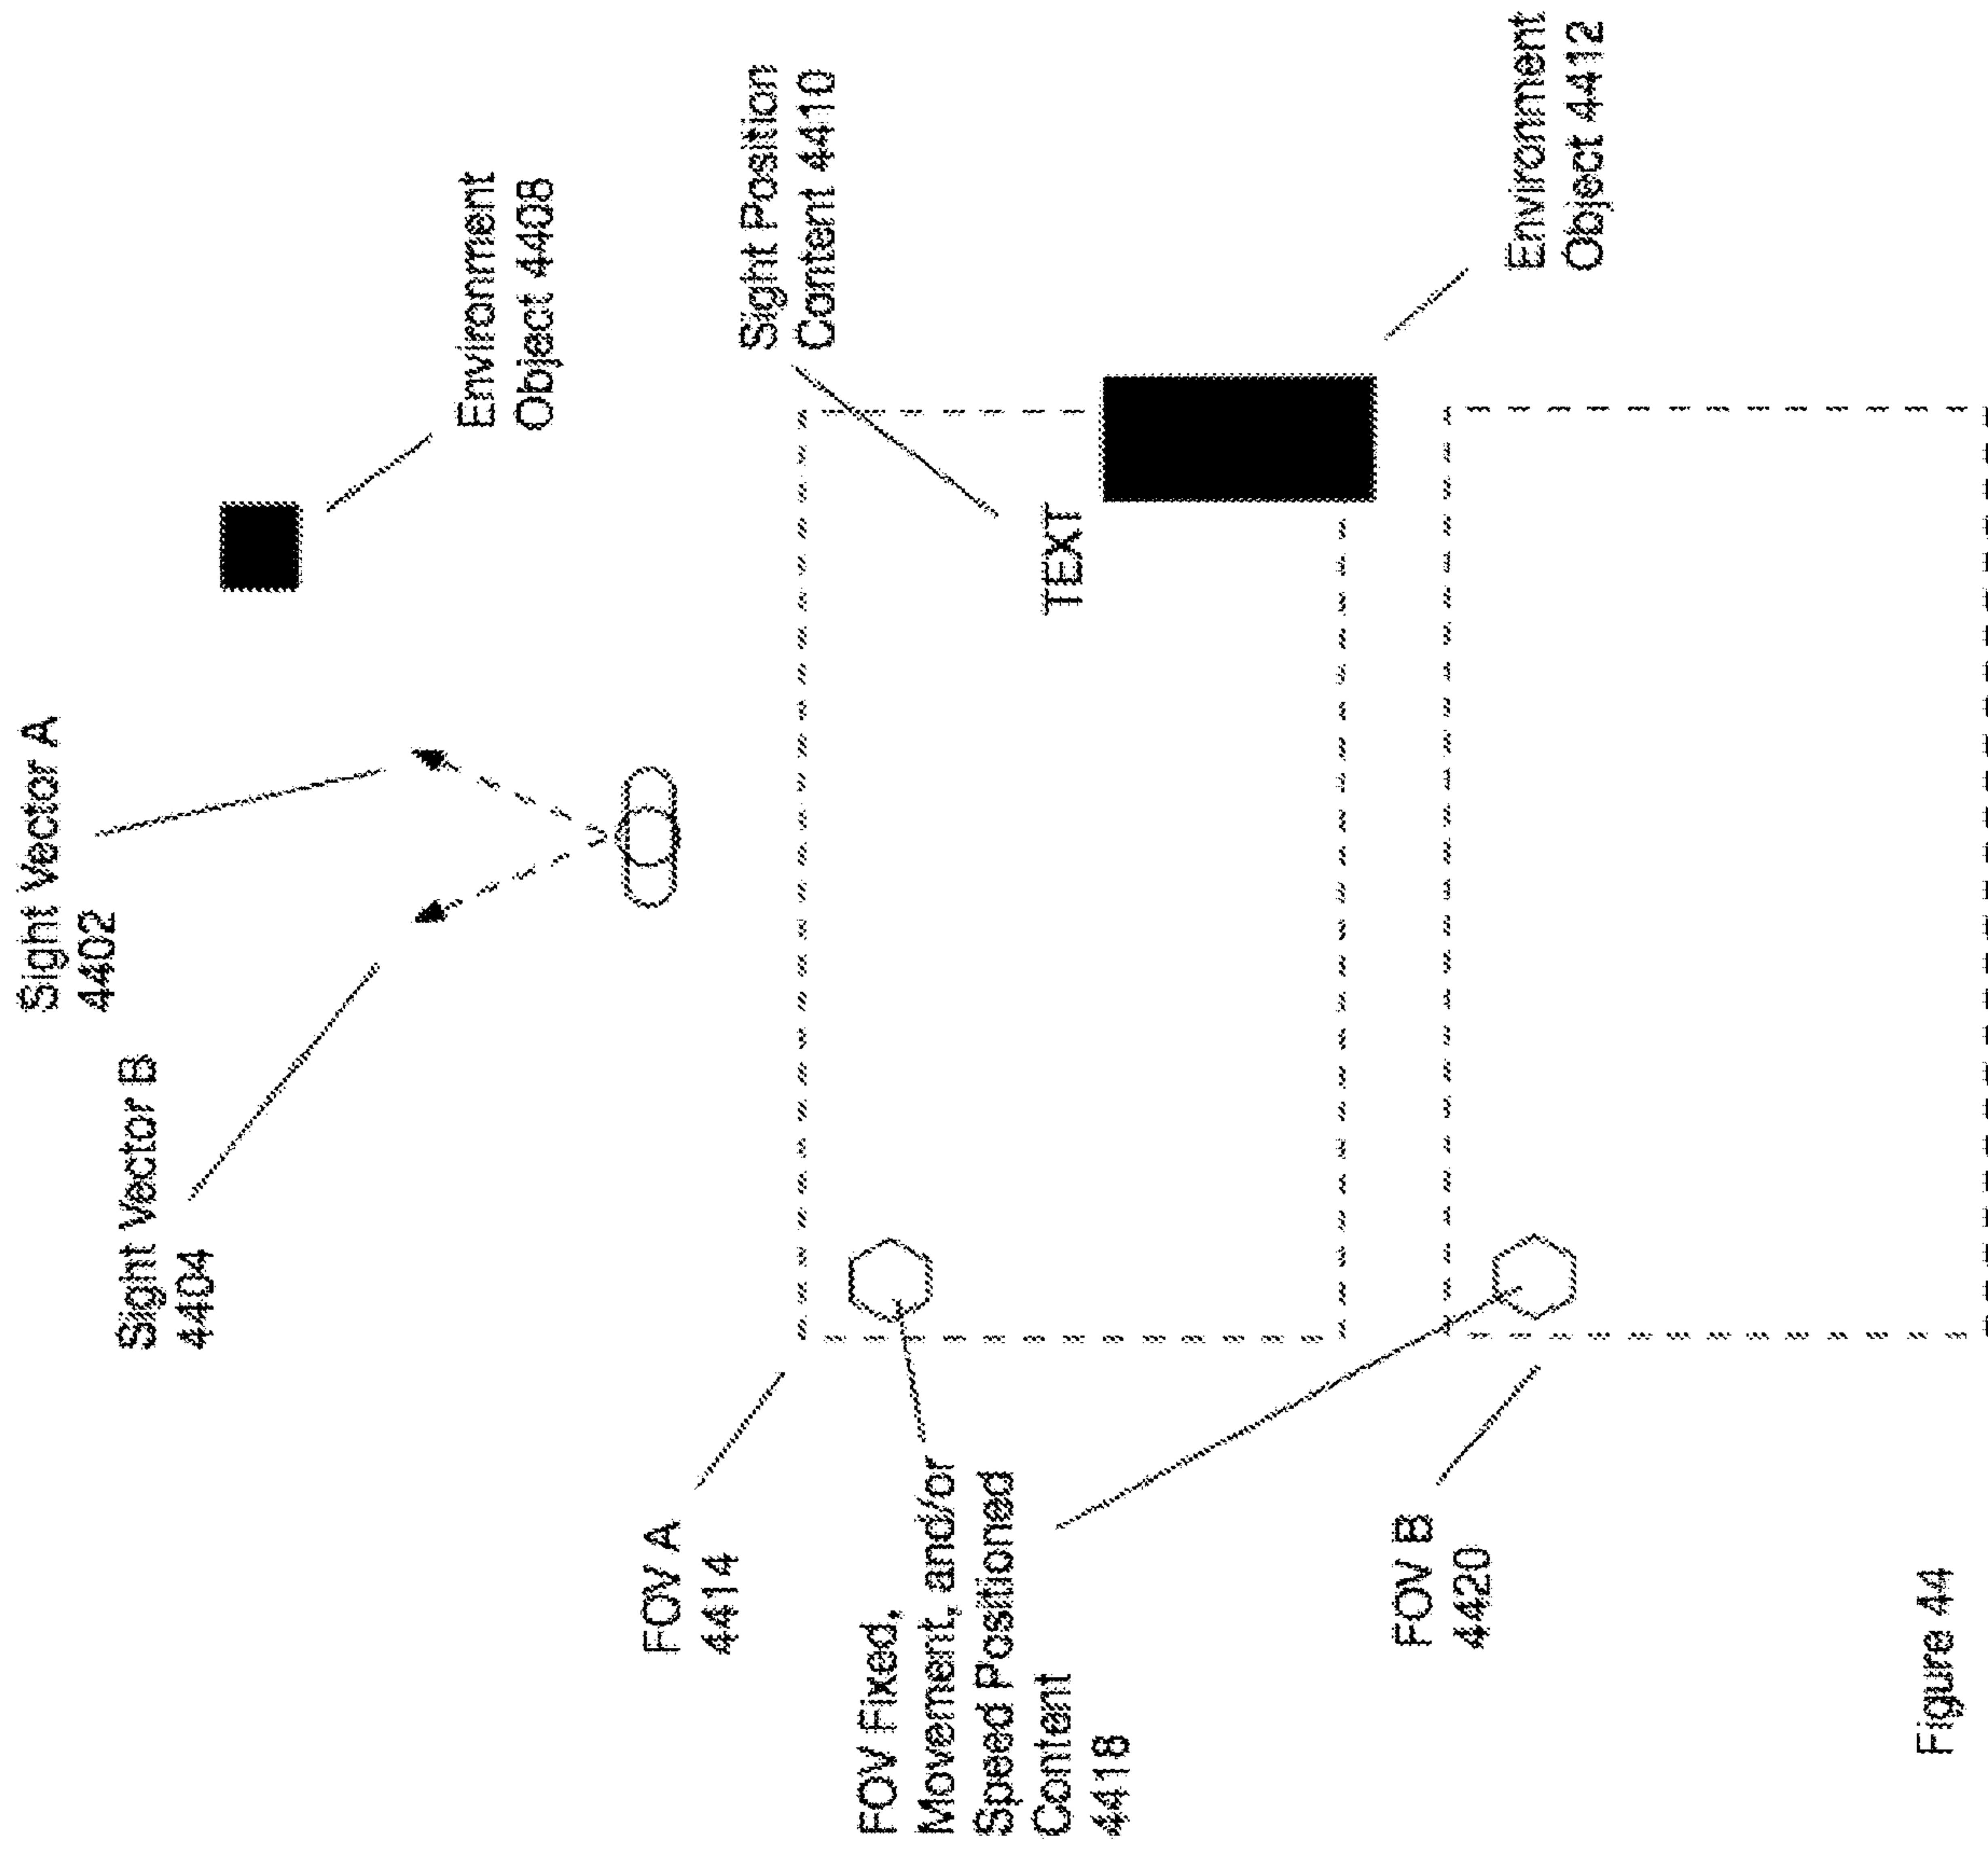 Sight Vector A
4402
Sight Vector B
4404
Environment
Object 4408
FOV A
4414
Sight Position
Content 4410
TEXT
FOV Fixed,
Movement, and/or
Speed Positioned
Content
4418
Environment
Object 4412
FOV B
4420
Figure 44